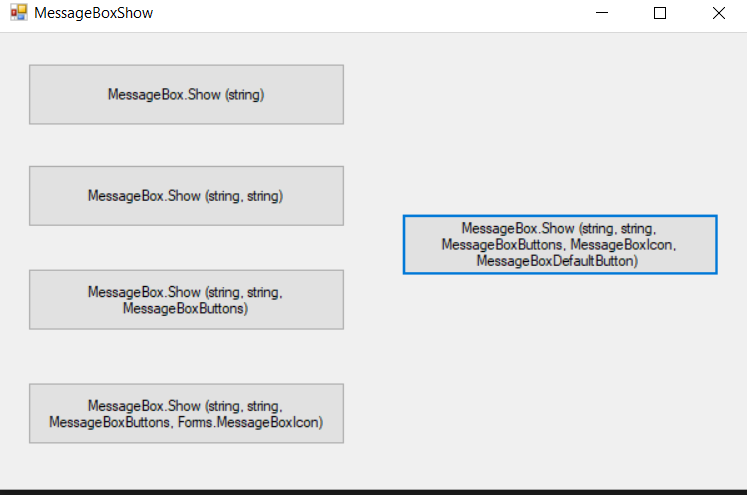 MessageBoxShow
MessageBox.Show (string)
MessageBox.Show (string, string)
MessageBox.Show (string, string,
MessageBoxButtons)
MessageBox.Show (string, string,
MessageBoxButtons, Forms.MessageBoxIcon)
MessageBox.Show (string, string,
MessageBoxButtons, MessageBoxIcon,
MessageBoxDefaultButton)